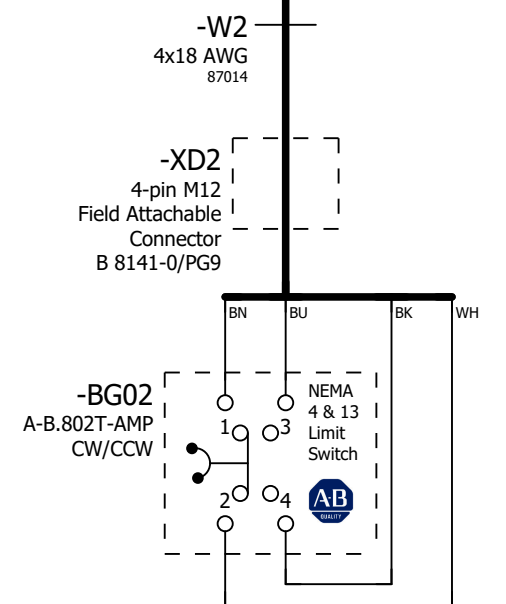 -W2
4x18 AWG
87014
-XD2
4-pin M12
Field Attachable
Connector
B 8141-0/PG9
BN
BU
BK
WH
-BG02
A-B.802T-AMP
CW/CCW
NEMA
4 & 13
Limit
Switch
1
3
2
4
A-B
QUALITY